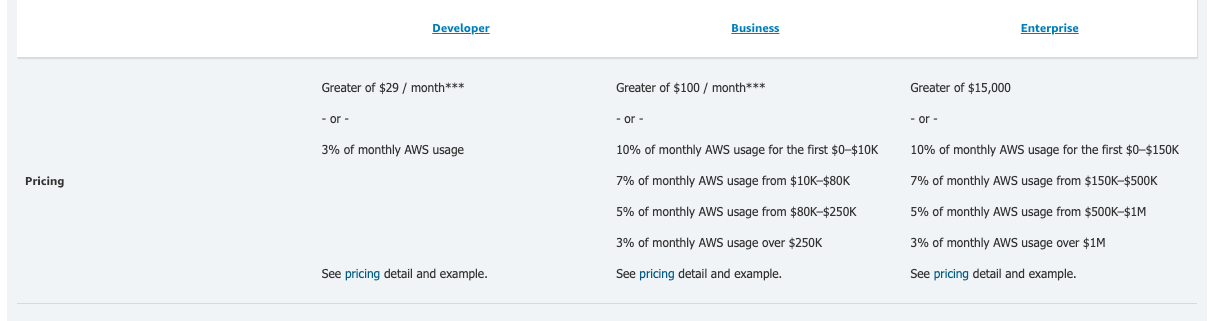 Developer Business Enterprise
Greater of $29 / month*** Greater of $100 / month*** Greater of $15,000
- or - - or - - or -
3% of monthly AWS usage 10% of monthly AWS usage for the first $0–$10K 10% of monthly AWS usage for the first $0–$150K
Pricing 7% of monthly AWS usage from $10K–$80K 7% of monthly AWS usage from $150K–$500K
5% of monthly AWS usage from $80K–$250K 5% of monthly AWS usage from $500K–$1M
3% of monthly AWS usage over $250K 3% of monthly AWS usage over $1M
See pricing detail and example. See pricing detail and example. See pricing detail and example.